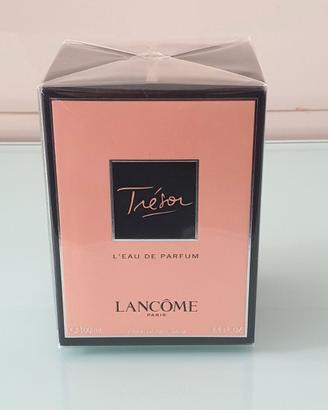 Trésor
L'EAU DE PARFUM
LANCÔME
PARIS